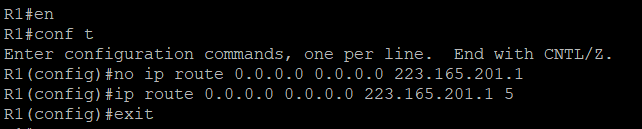 R1#en
R1#conf t
Enter configuration commands, one per line.  End with CNTL/Z.
R1(config)#no ip route 0.0.0.0 0.0.0.0 223.165.201.1
R1(config)#ip route 0.0.0.0 0.0.0.0 223.165.201.1 5
R1(config)#exit